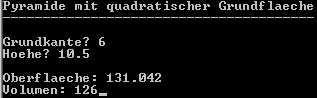 Pyramide mit quadratischer Grundflaeche
Grundkante? 6
Hoehe? 10.5
Oberflaeche: 131.042
Volumen: 126